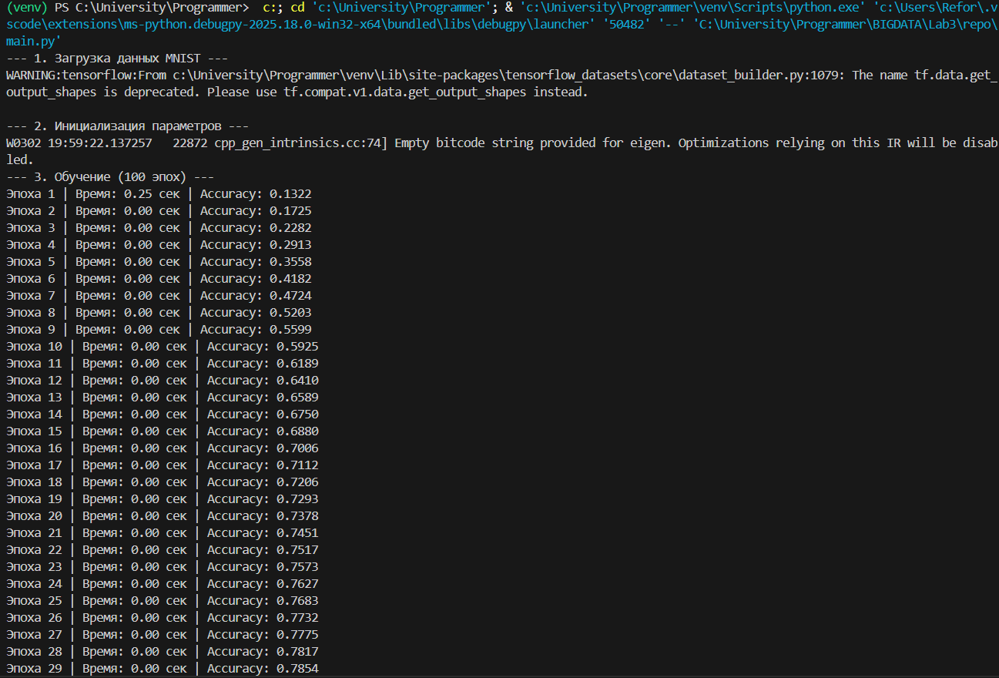 (venv) PS C:\University\Programmer>  c:; cd 'c:\University\Programmer'; & 'c:\University\Programmer\venv\Scripts\python.exe' 'c:\Users\Refor\.v
scode\extensions\ms-python.debugpy-2025.18.0-win32-x64\bundled\libs\debugpy\launcher' '50482' '--' 'C:\University\Programmer\BIGDATA\Lab3\repo\
main.py'
--- 1. Загрузка данных MNIST ---
WARNING:tensorflow:From c:\University\Programmer\venv\Lib\site-packages\tensorflow_datasets\core\dataset_builder.py:1079: The name tf.data.get_
output_shapes is deprecated. Please use tf.compat.v1.data.get_output_shapes instead.

--- 2. Инициализация параметров ---
W0302 19:59:22.137257   22872 cpp_gen_intrinsics.cc:74] Empty bitcode string provided for eigen. Optimizations relying on this IR will be disab
led.
--- 3. Обучение (100 эпох) ---
Эпоха 1 | Время: 0.25 сек | Accuracy: 0.1322
Эпоха 2 | Время: 0.00 сек | Accuracy: 0.1725
Эпоха 3 | Время: 0.00 сек | Accuracy: 0.2282
Эпоха 4 | Время: 0.00 сек | Accuracy: 0.2913
Эпоха 5 | Время: 0.00 сек | Accuracy: 0.3558
Эпоха 6 | Время: 0.00 сек | Accuracy: 0.4182
Эпоха 7 | Время: 0.00 сек | Accuracy: 0.4724
Эпоха 8 | Время: 0.00 сек | Accuracy: 0.5203
Эпоха 9 | Время: 0.00 сек | Accuracy: 0.5599
Эпоха 10 | Время: 0.00 сек | Accuracy: 0.5925
Эпоха 11 | Время: 0.00 сек | Accuracy: 0.6189
Эпоха 12 | Время: 0.00 сек | Accuracy: 0.6410
Эпоха 13 | Время: 0.00 сек | Accuracy: 0.6589
Эпоха 14 | Время: 0.00 сек | Accuracy: 0.6750
Эпоха 15 | Время: 0.00 сек | Accuracy: 0.6880
Эпоха 16 | Время: 0.00 сек | Accuracy: 0.7006
Эпоха 17 | Время: 0.00 сек | Accuracy: 0.7112
Эпоха 18 | Время: 0.00 сек | Accuracy: 0.7206
Эпоха 19 | Время: 0.00 сек | Accuracy: 0.7293
Эпоха 20 | Время: 0.00 сек | Accuracy: 0.7378
Эпоха 21 | Время: 0.00 сек | Accuracy: 0.7451
Эпоха 22 | Время: 0.00 сек | Accuracy: 0.7517
Эпоха 23 | Время: 0.00 сек | Accuracy: 0.7573
Эпоха 24 | Время: 0.00 сек | Accuracy: 0.7627
Эпоха 25 | Время: 0.00 сек | Accuracy: 0.7683
Эпоха 26 | Время: 0.00 сек | Accuracy: 0.7732
Эпоха 27 | Время: 0.00 сек | Accuracy: 0.7775
Эпоха 28 | Время: 0.00 сек | Accuracy: 0.7817
Эпоха 29 | Время: 0.00 сек | Accuracy: 0.7854